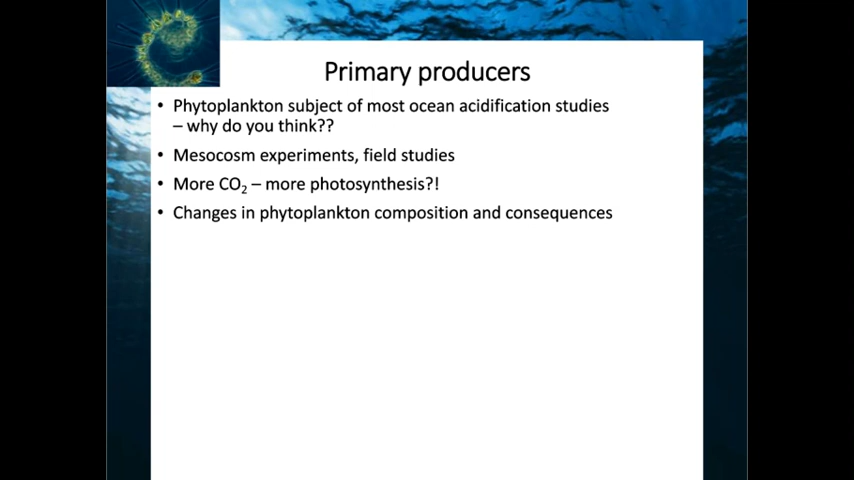 Primary producers
• Phytoplankton subject of most ocean acidification studies
– why do you think??
• Mesocosm experiments, field studies
• More CO₂ – more photosynthesis?!
• Changes in phytoplankton composition and consequences